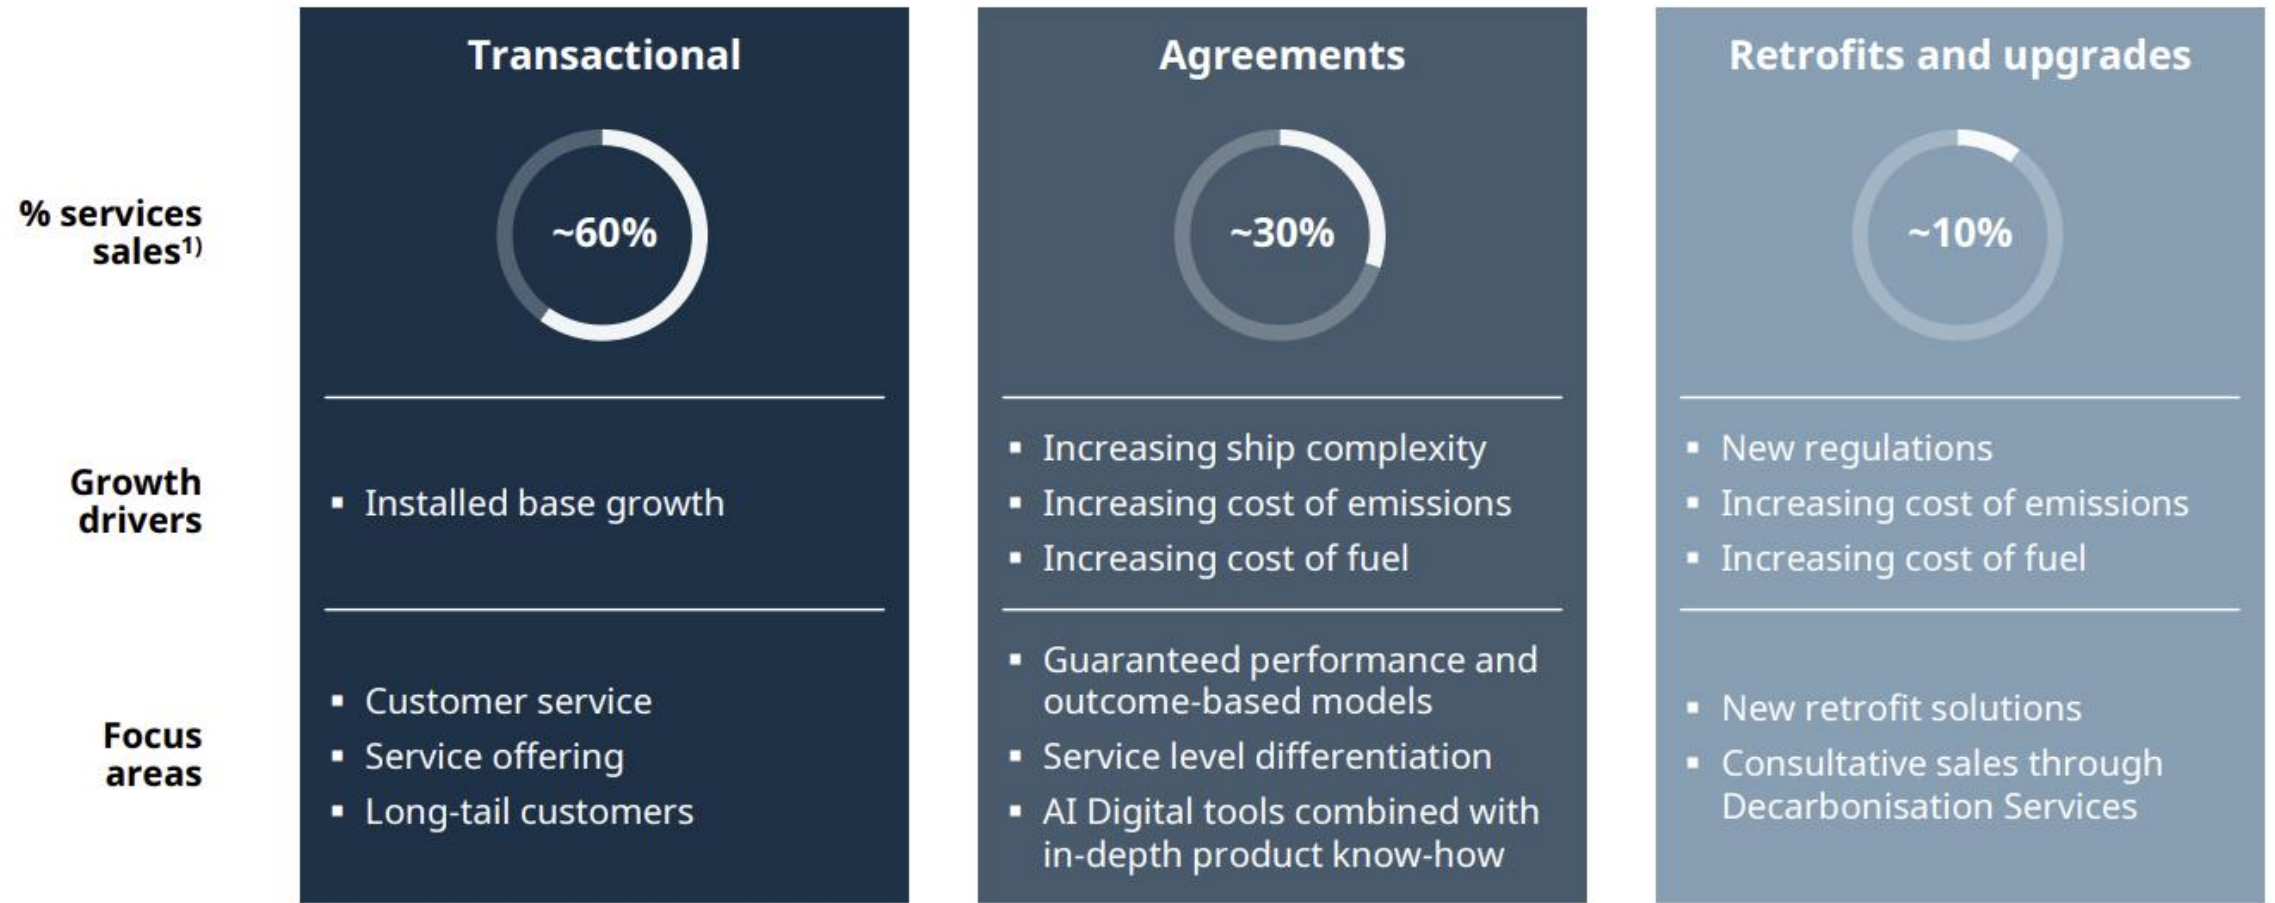 Transactional
Agreements
Retrofits and upgrades
% services
sales¹⁾
~60%
~30%
~10%
Growth
drivers
▪ Installed base growth
▪ Increasing ship complexity
▪ Increasing cost of emissions
▪ Increasing cost of fuel
▪ New regulations
▪ Increasing cost of emissions
▪ Increasing cost of fuel
Focus
areas
▪ Customer service
▪ Service offering
▪ Long-tail customers
▪ Guaranteed performance and
outcome-based models
▪ Service level differentiation
▪ AI Digital tools combined with
in-depth product know-how
▪ New retrofit solutions
▪ Consultative sales through
Decarbonisation Services